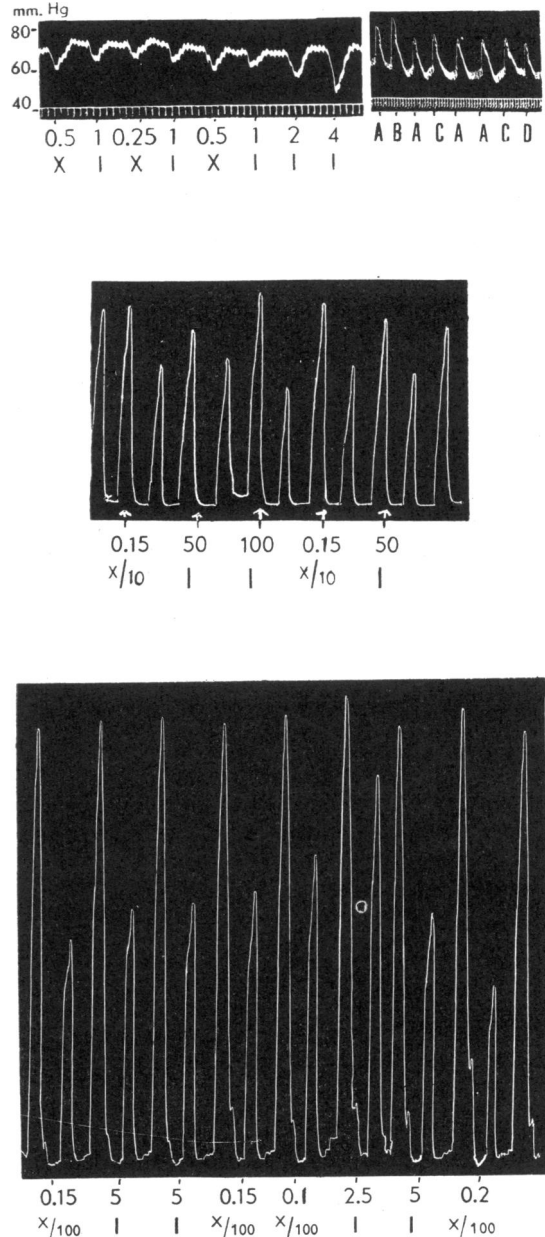 mm. Hg
80-
60-
40-
0.5 1 0.25 1 0.5 1 2 4
X I X I X I I I
A B A C A A C D
0.15 50 100 0.15 50
x/10 I I x/10 I
0.15 5 5 0.15 0.1 2.5 5 0.2
x/100 I I x/100 x/100 I I x/100